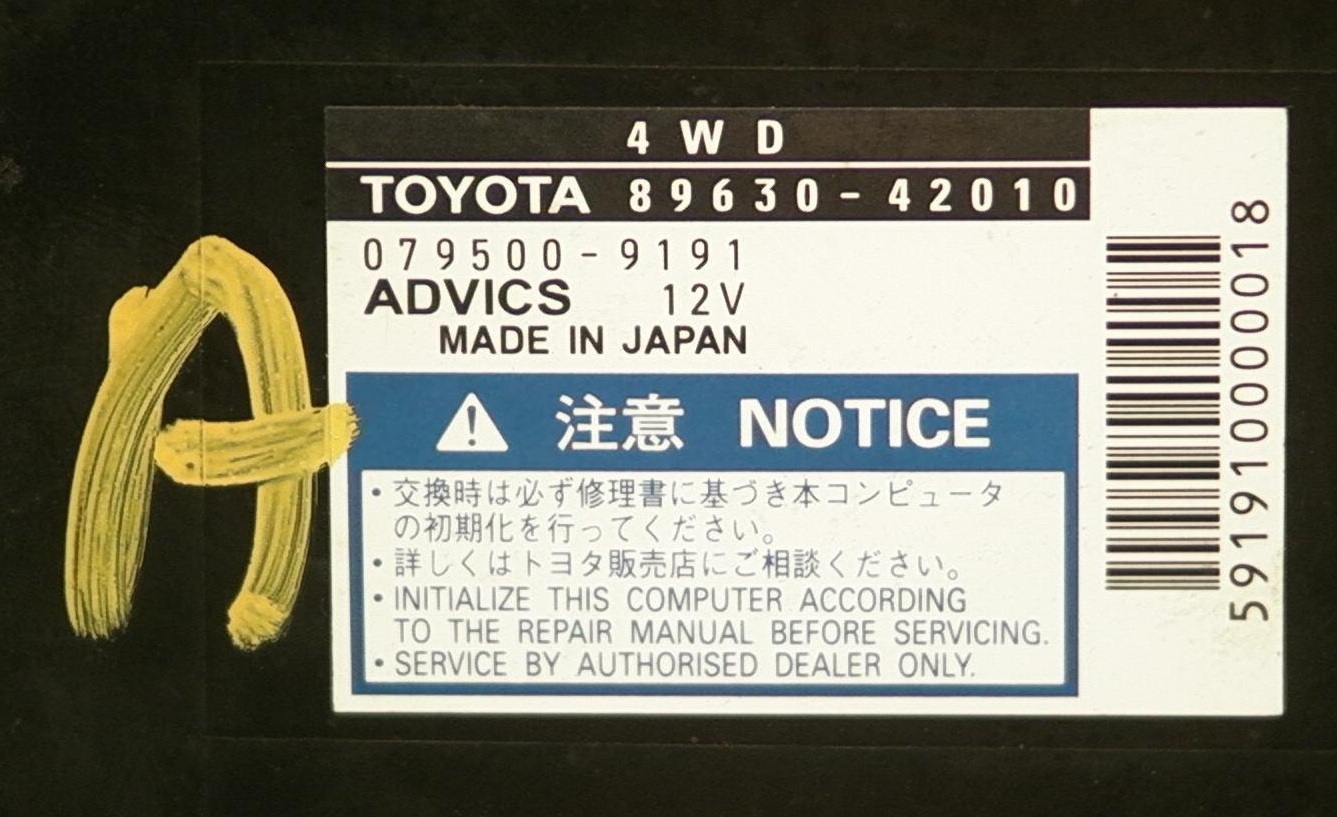 A
4WD
TOYOTA 89630-42010
079500-9191
ADVICS 12V
MADE IN JAPAN
注意 NOTICE
・交換時は必ず修理書に基づき本コンピュータ
の初期化を行ってください。
・詳しくはトヨタ販売店にご相談ください。
・INITIALIZE THIS COMPUTER ACCORDING
TO THE REPAIR MANUAL BEFORE SERVICING.
・SERVICE BY AUTHORISED DEALER ONLY.
5919100000018